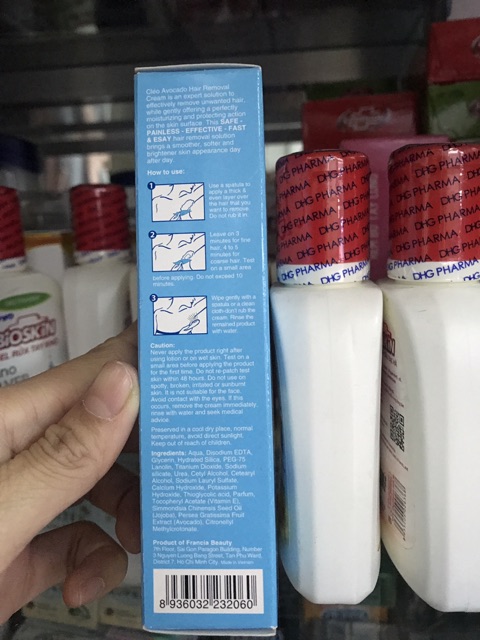 Cléo Avocado Hair Removal
Cream is an expert solution to
effectively remove unwanted hair,
while gently offering a perfectly
moisturizing and protecting action
on the skin surface. This SAFE -
PAINLESS - EFFECTIVE - FAST
& ESAY hair removal solution
brings a smoother, softer and
brightener skin appearance day
after day.
How to use:
1
Use a spatula to
apply a thick &
even layer over
the hair that you
want to remove.
Do not rub it in.
2
Leave on 3
minutes for fine
hair, 4 to 5
minutes for
coarser hair. Test
on a small area
before applying. Do not exceed 10
minutes.
3
Wipe gently with
a spatula or clean
cloth-don't rub the
cream. Rinse the
remained product
with water.
Caution:
Never apply the product right after
using lotion or on wet skin. Test on a
small area before applying the product
for the first time. Do not re-patch test
skin within 48 hours. Do not use on
spotty, broken, irritated or sunburnt
skin. It is not suitable for the face.
Avoid contact with the eyes. If this
occurs, remove the cream immediately,
rinse with water and seek medical
advice.
Preserved in a cool dry place, normal
temperature, avoid direct sunlight.
Keep out of reach of children.
Ingredients: Aqua, Disodium EDTA,
Glycerin, Hydrated Silica, PEG-75
Lanolin, Titanium Dioxide, Sodium
silicate, Urea, Cetyl Alcohol, Cetearyl
Alcohol, Sodium Lauryl Sulfate,
Calcium Hydroxide, Potasssium
Hydroxide, Thioglycolic acid, Parfum,
Tocopheryl Acetate (Vitamin E),
Simmondsia Chinensis Seed Oil
(Jojoba), Persea Gratissima Fruit
Extract (Avocado), Citronellyl
Methylcrotonate.
Product of Francia Beauty
7th Floor, Sai Gon Paragon Building, Number
3 Nguyen Luong Bang Street, Tan Phu Ward,
District 7, Ho Chi Minh City. Made in Vietnam
8 936032 232060
DHG PHARMA
DHG PHARMA
DHG PHARMA
DHG PHARMA
DHG PHARMA
DHG PHARMA
BIOSKIN